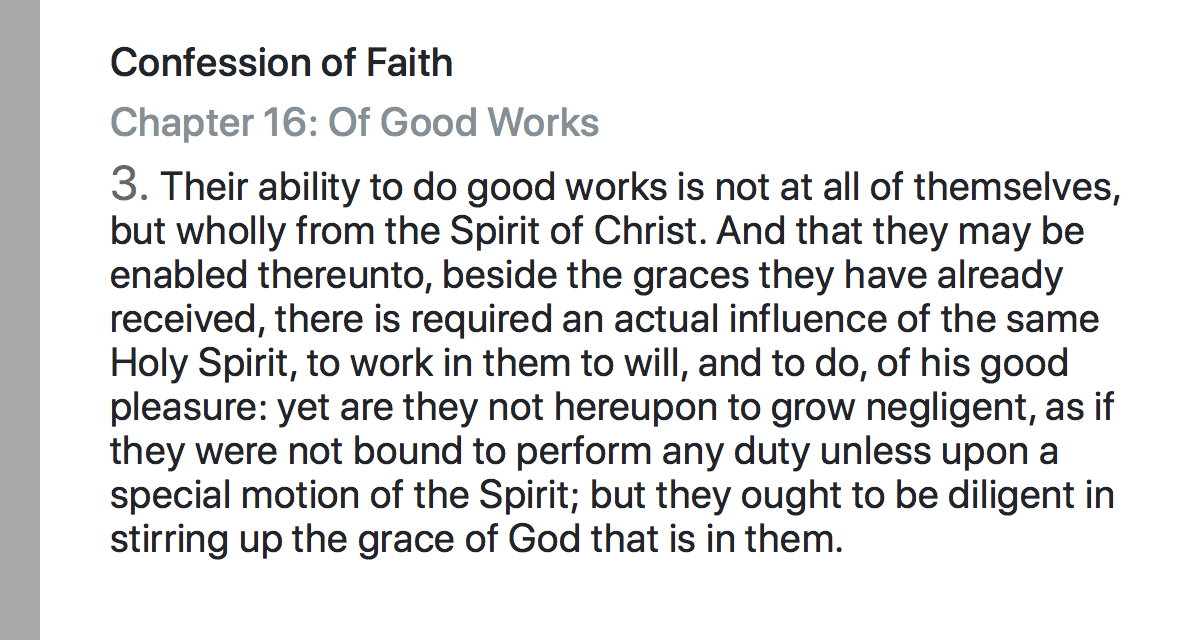 Confession of Faith
Chapter 16: Of Good Works
3. Their ability to do good works is not at all of themselves,
but wholly from the Spirit of Christ. And that they may be
enabled thereunto, beside the graces they have already
received, there is required an actual influence of the same
Holy Spirit, to work in them to will, and to do, of his good
pleasure: yet are they not hereupon to grow negligent, as if
they were not bound to perform any duty unless upon a
special motion of the Spirit; but they ought to be diligent in
stirring up the grace of God that is in them.